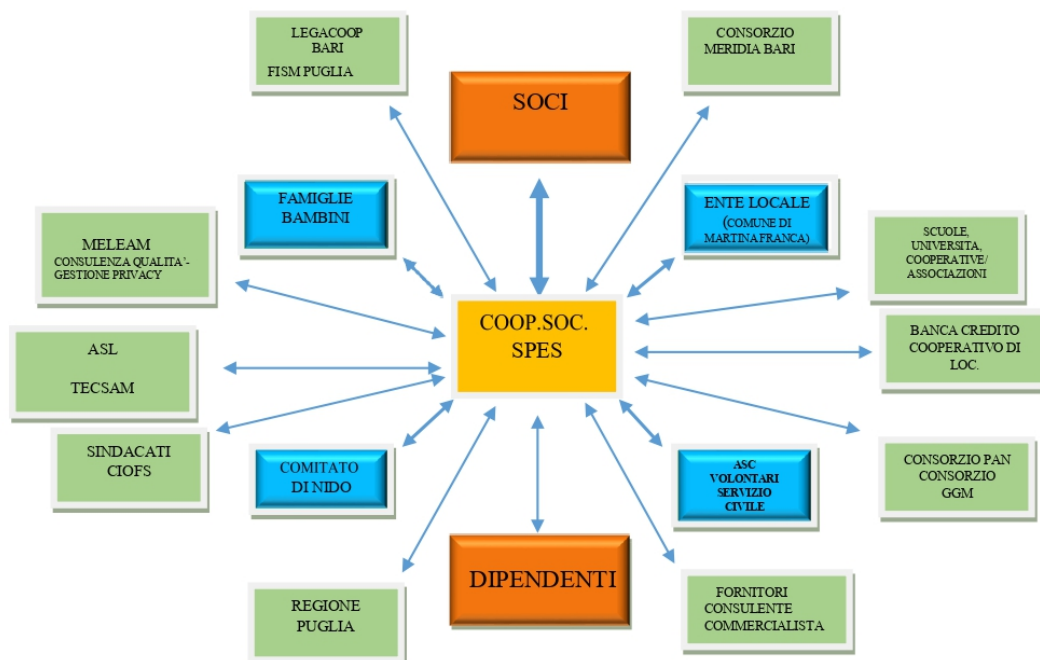 LEGACOOP
BARI
FISM PUGLIA
CONSORZIO
MERIDIA BARI
SOCI
FAMIGLIE
BAMBINI
ENTE LOCALE
(COMUNE DI
MARTINA FRANCA)
MELEAM
CONSULENZA QUALITA'-
GESTIONE PRIVACY
SCUOLE,
UNIVERSITA,
COOPERATIVE/
ASSOCIAZIONI
COOP.SOC.
SPES
BANCA CREDITO
COOPERATIVO DI
LOC.
ASL
TECSAM
SINDACATI
CIOFS
COMITATO
DI NIDO
ASC
VOLONTARI
SERVIZIO
CIVILE
CONSORZIO PAN
CONSORZIO
GGM
DIPENDENTI
REGIONE
PUGLIA
FORNITORI
CONSULENTE
COMMERCIALISTA